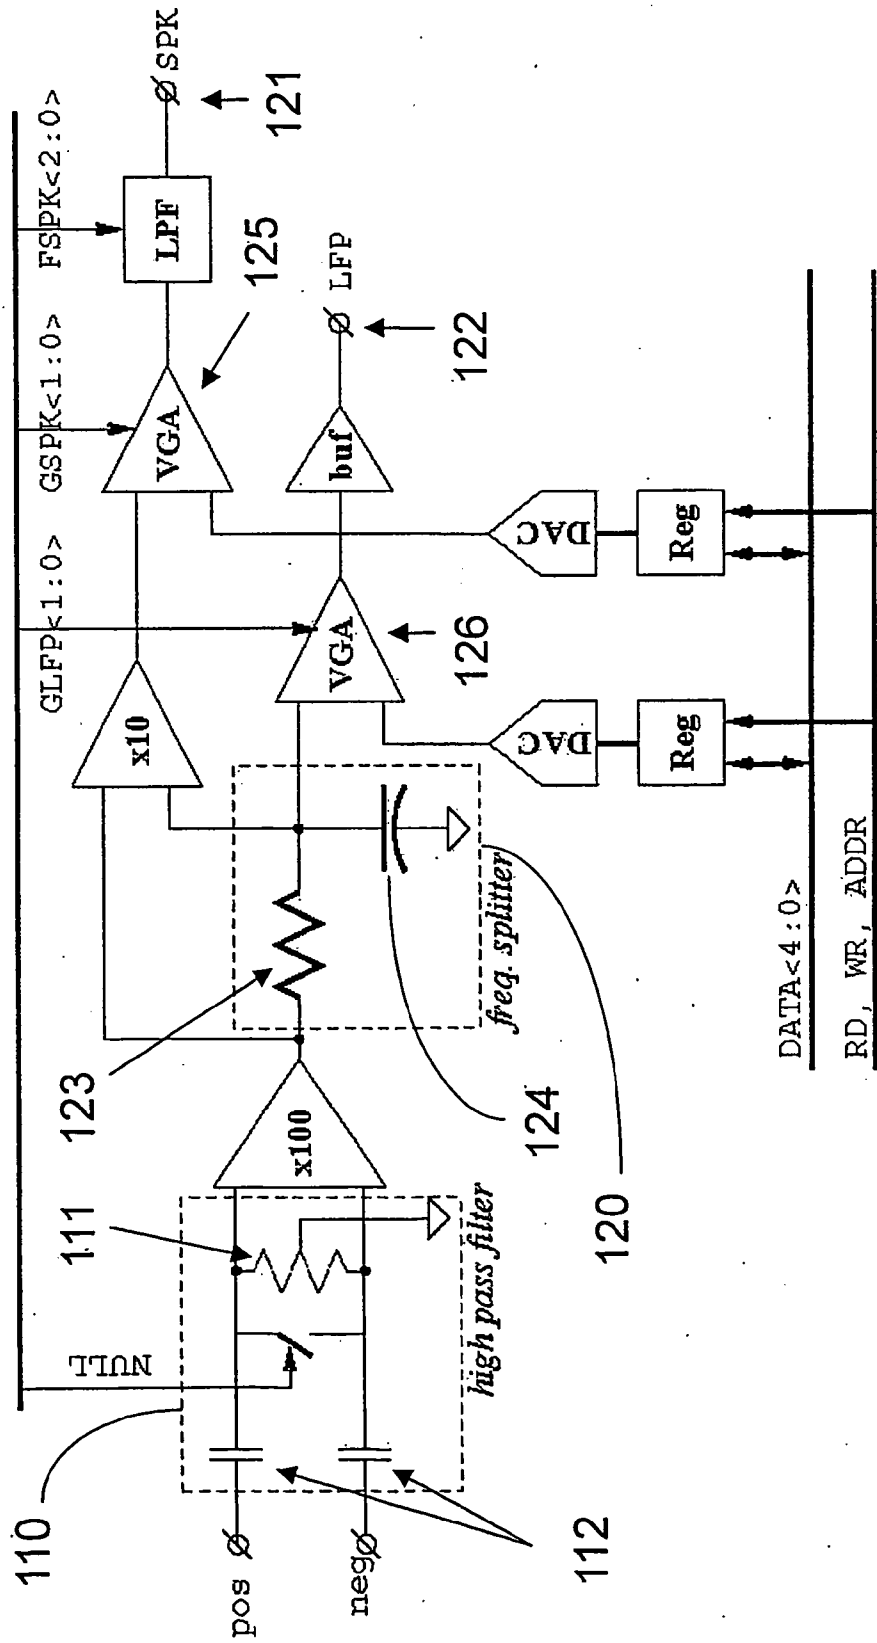 110
pos
neg
112
NULL
111
high pass filter
x100
123
124
120
freq. splitter
x10
GLFP<1:0>
VGA
126
GSPK<1:0>
VGA
125
buf
LFP
122
FSPK<2:0>
LPF
SPK
121
DAC
Reg
DAC
Reg
DATA<4:0>
RD, WR, ADDR